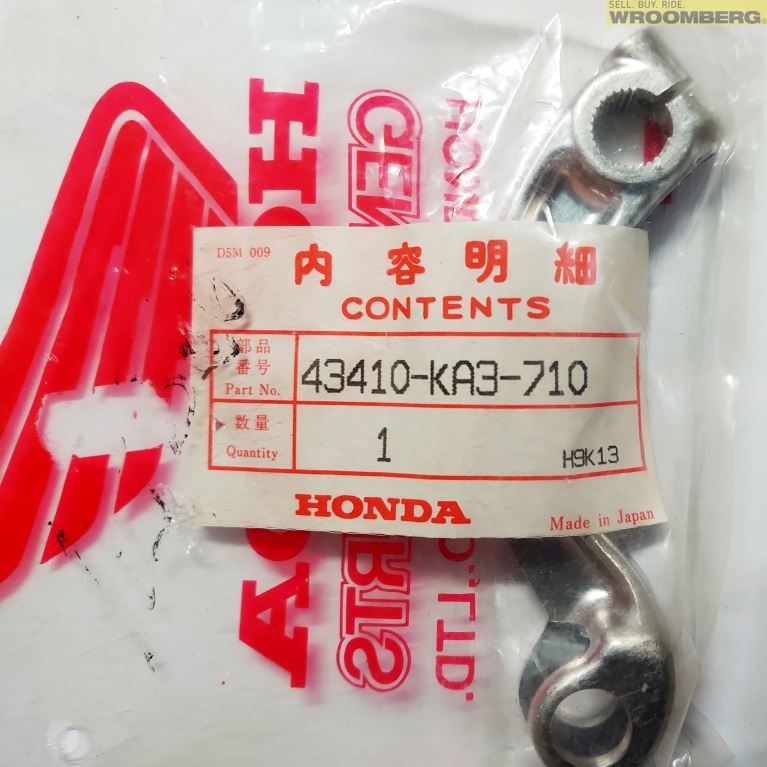 SELL. BUY. RIDE.
WROOMBERG®
D5M 009
内容明細
CONTENTS
部品
番号
Part No.
43410-KA3-710
数量
Quantity
1
H9K13
HONDA
Made in Japan